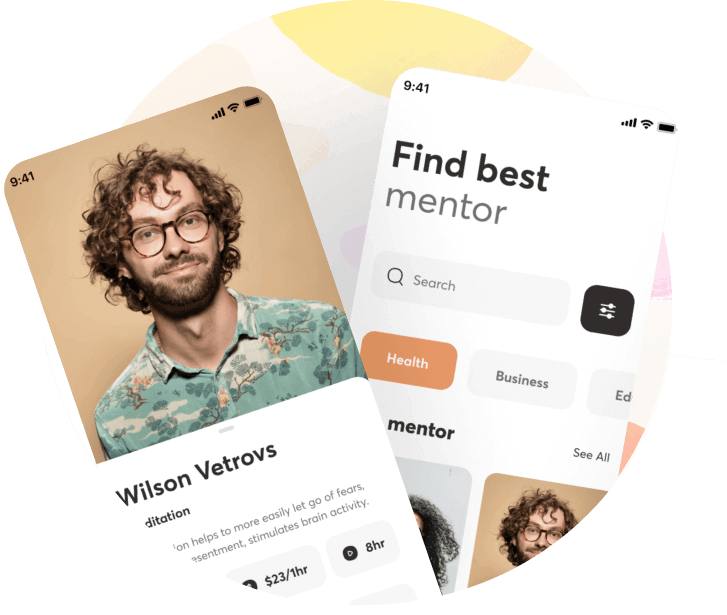 9:41
Wilson Vetrovs
ditation
ion helps to more easily let go of fears,
esentment, stimulates brain activity.
$23/1hr
8hr
9:41
Find best
mentor
Search
Health
Business
Ed
mentor
See All